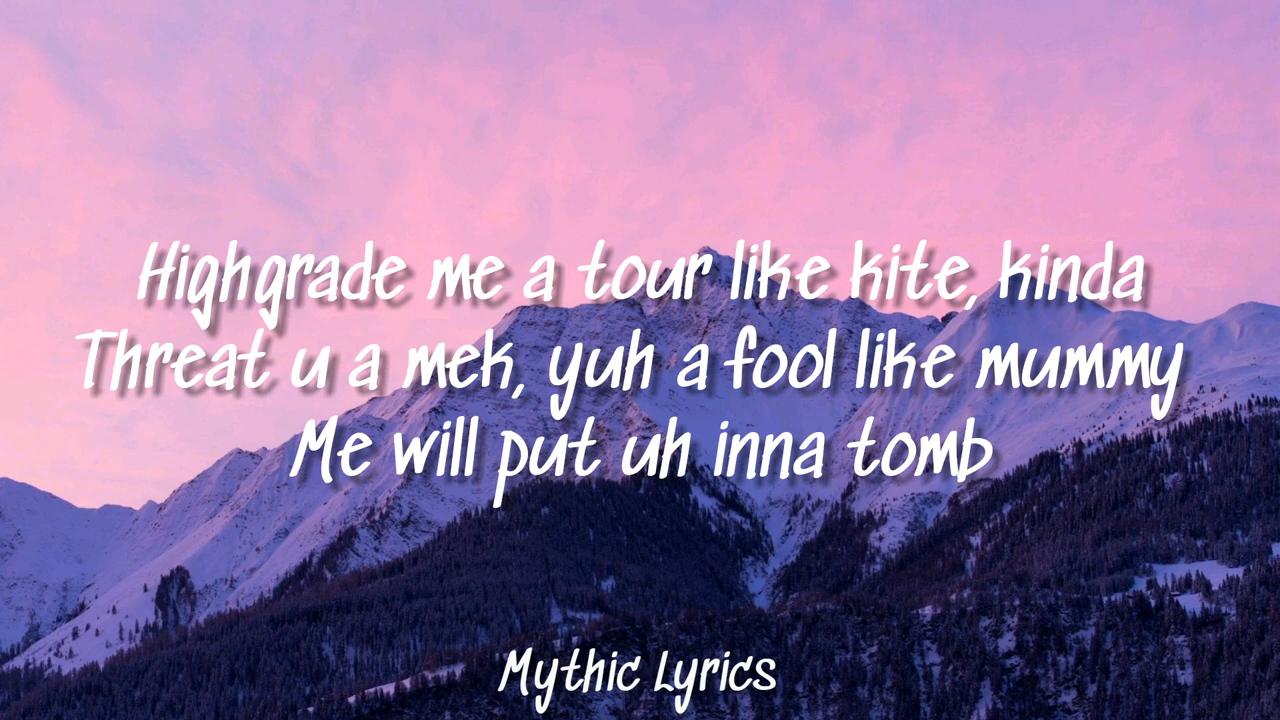 Highgrade me a tour like kite, kinda
Threat u a mek, yuh a fool like mummy
Me will put uh inna tomb
Mythic Lyrics